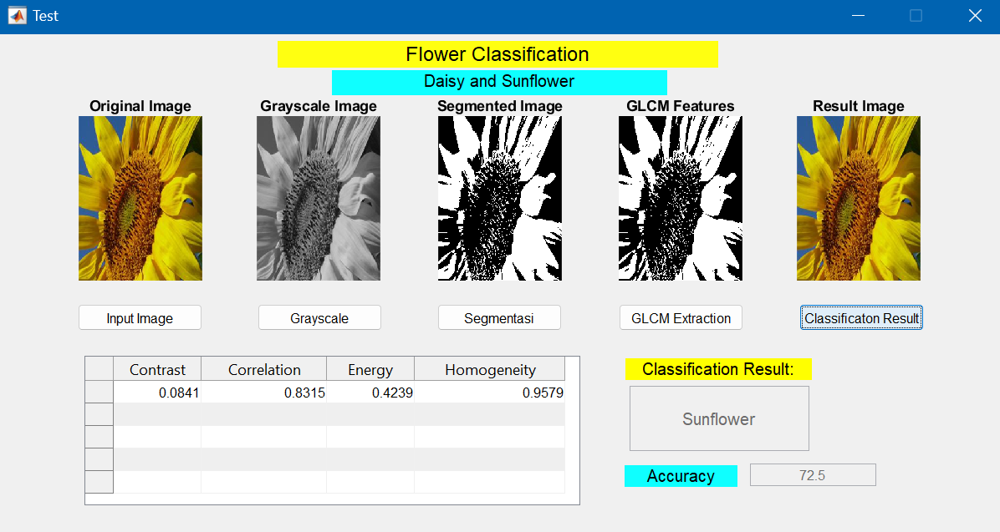 Test
Flower Classification
Daisy and Sunflower
Original Image Grayscale Image Segmented Image GLCM Features Result Image
Input Image Grayscale Segmentasi GLCM Extraction Classificaton Result
Contrast Correlation Energy Homogeneity
0.0841 0.8315 0.4239 0.9579
Classification Result:
Sunflower
Accuracy 72.5